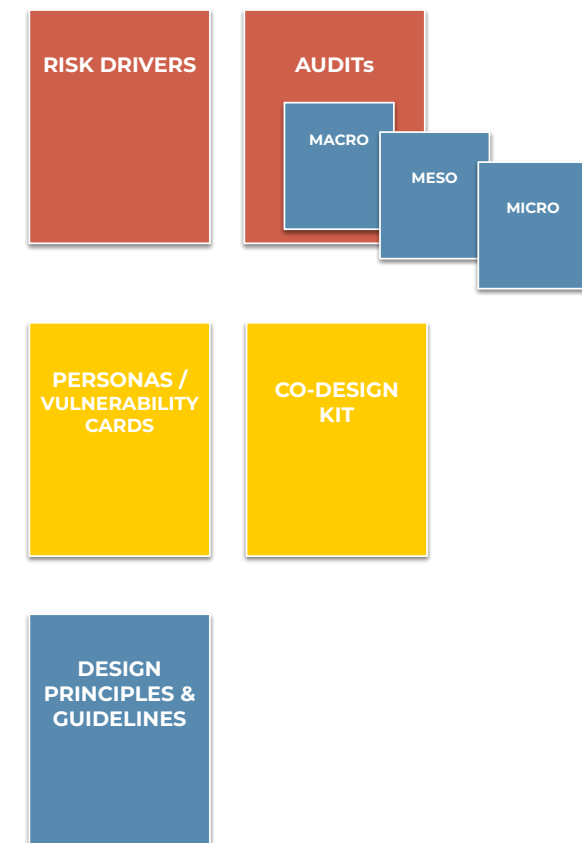 RISK DRIVERS
AUDITs
MACRO
MESO
MICRO
PERSONAS /
VULNERABILITY
CARDS
CO-DESIGN
KIT
DESIGN
PRINCIPLES &
GUIDELINES